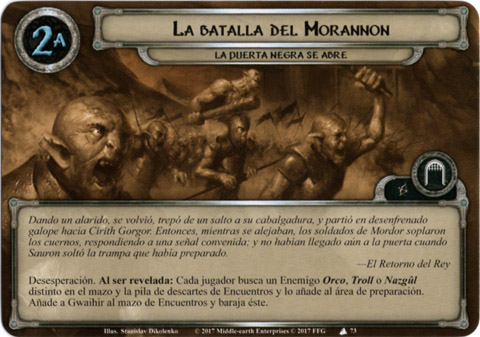 2A
La batalla del Morannon
La Puerta Negra se abre
Dando un alarido, se volvió, trepó de un salto a su cabalgadura, y partió en desenfrenado
galope hacia Cirith Gorgor. Entonces, mientras se alejaban, los soldados de Mordor soplaron
los cuernos, respondiendo a una señal convenida; y no habían llegado aún a la puerta cuando
Sauron soltó la trampa que había preparado.
—El Retorno del Rey
Desesperación. Al ser revelada: Cada jugador busca un Enemigo Orco, Troll o Nazgûl
distinto en el mazo y la pila de descartes de Encuentros y lo añade al área de preparación.
Añade a Gwaihir al mazo de Encuentros y baraja éste.
Illus. Stanislav Dikolenko © 2017 Middle-earth Enterprises © 2017 FFG 73